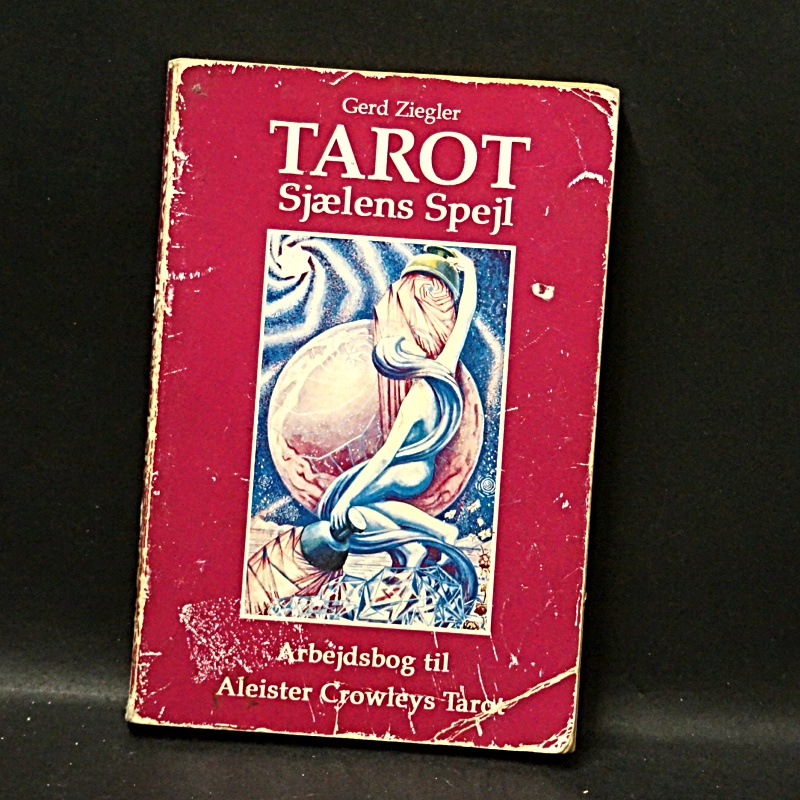 Gerd Ziegler
TAROT
Sjælens Spejl
Arbejdsbog til
Aleister Crowleys Tarot